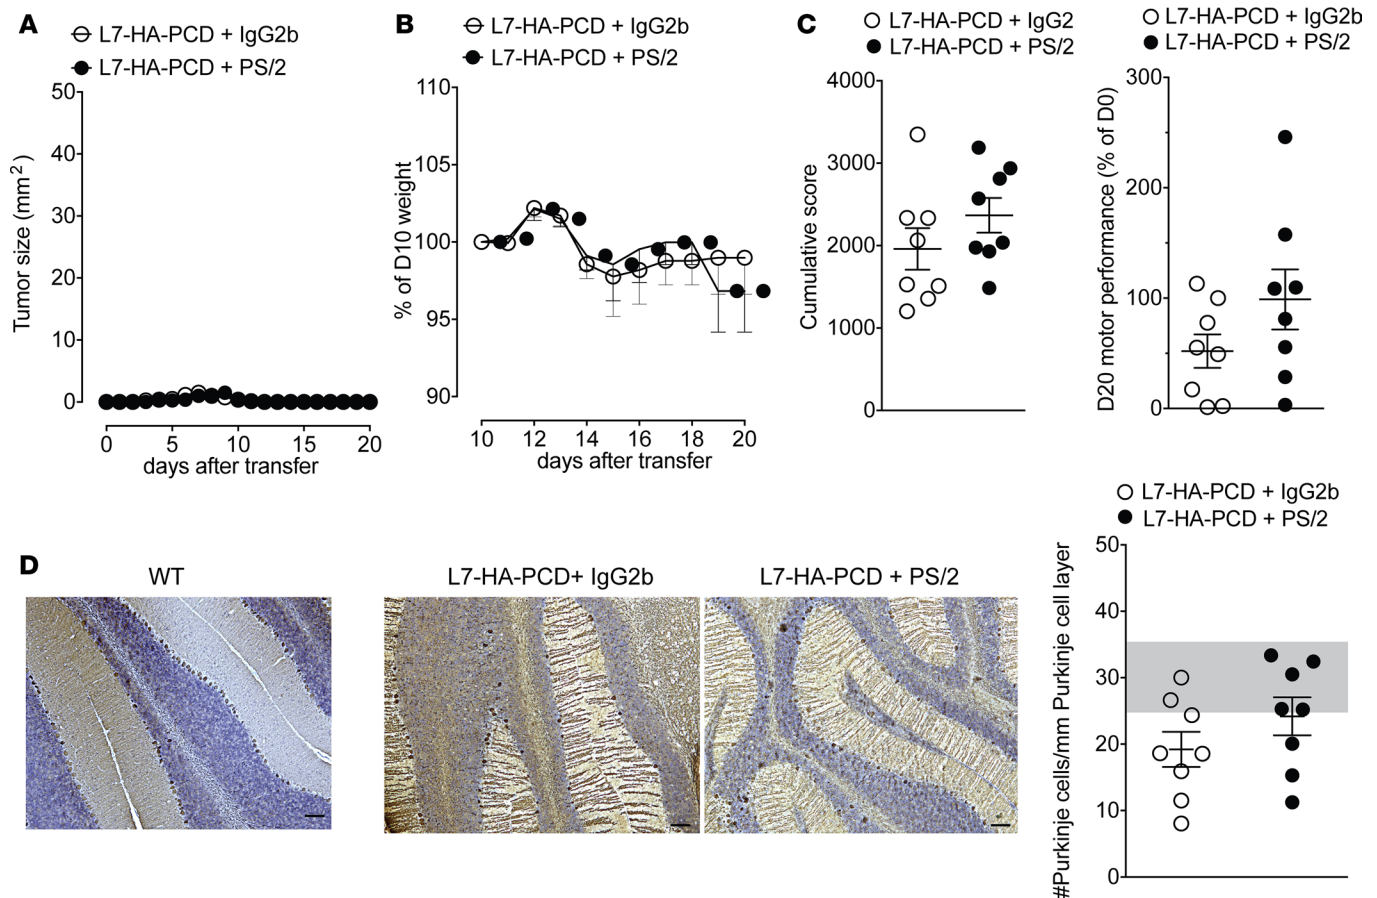 A
L7-HA-PCD + IgG2b
L7-HA-PCD + PS/2
50
40
30
20
10
0
Tumor size (mm2)
0 5 10 15 20
days after transfer
B
L7-HA-PCD + IgG2b
L7-HA-PCD + PS/2
110
105
100
95
90
% of D10 weight
10 12 14 16 18 20
days after transfer
C
L7-HA-PCD + IgG2
L7-HA-PCD + PS/2
4000
3000
2000
1000
0
Cumulative score
L7-HA-PCD + IgG2b
L7-HA-PCD + PS/2
300
200
100
0
D20 motor performance (% of D0)
D
WT
L7-HA-PCD+ IgG2b
L7-HA-PCD + PS/2
L7-HA-PCD + IgG2b
L7-HA-PCD + PS/2
50
40
30
20
10
0
#Purkinje cells/mm Purkinje cell layer